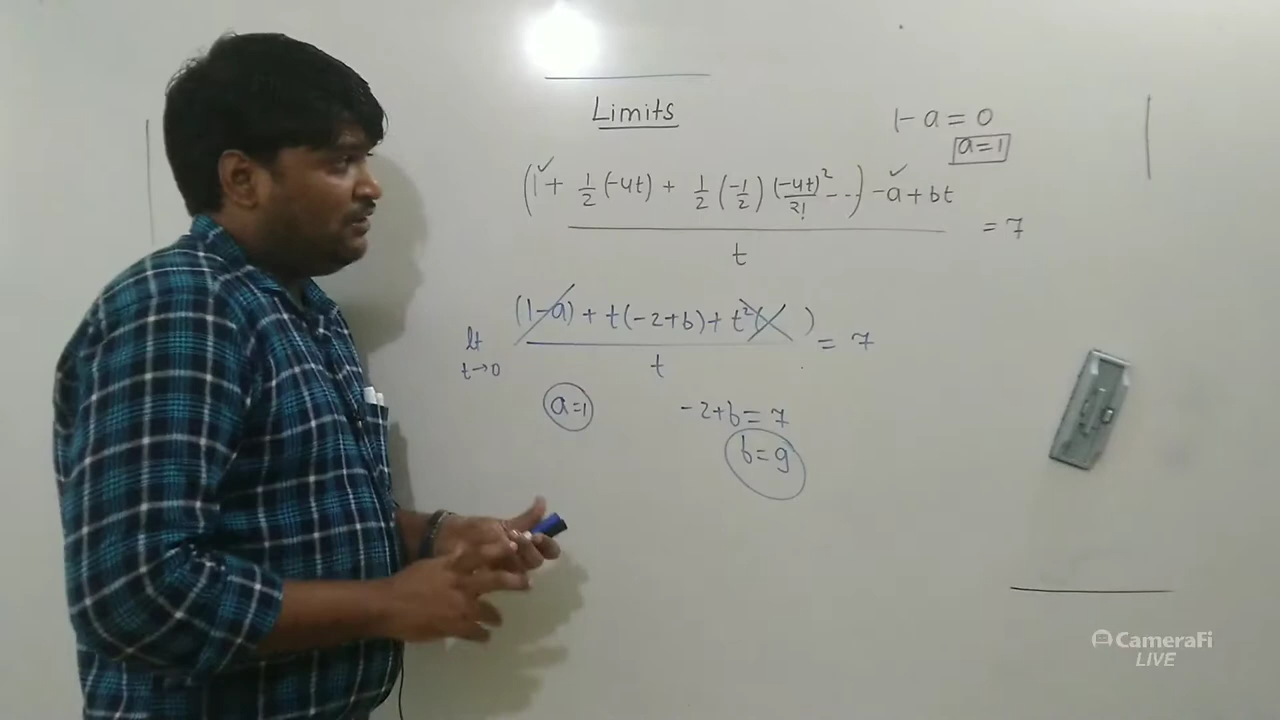 Limits
1-a=0
a=1
(1 + 1/2 (-4t) + 1/2 (-1/2) (-4t)²/2! ---) - a + bt
= 7
t
lt t→0 (1-a) + t(-2+b) + t²( ) = 7
t
a=1
-2+b=7
b=9
CameraFi
LIVE